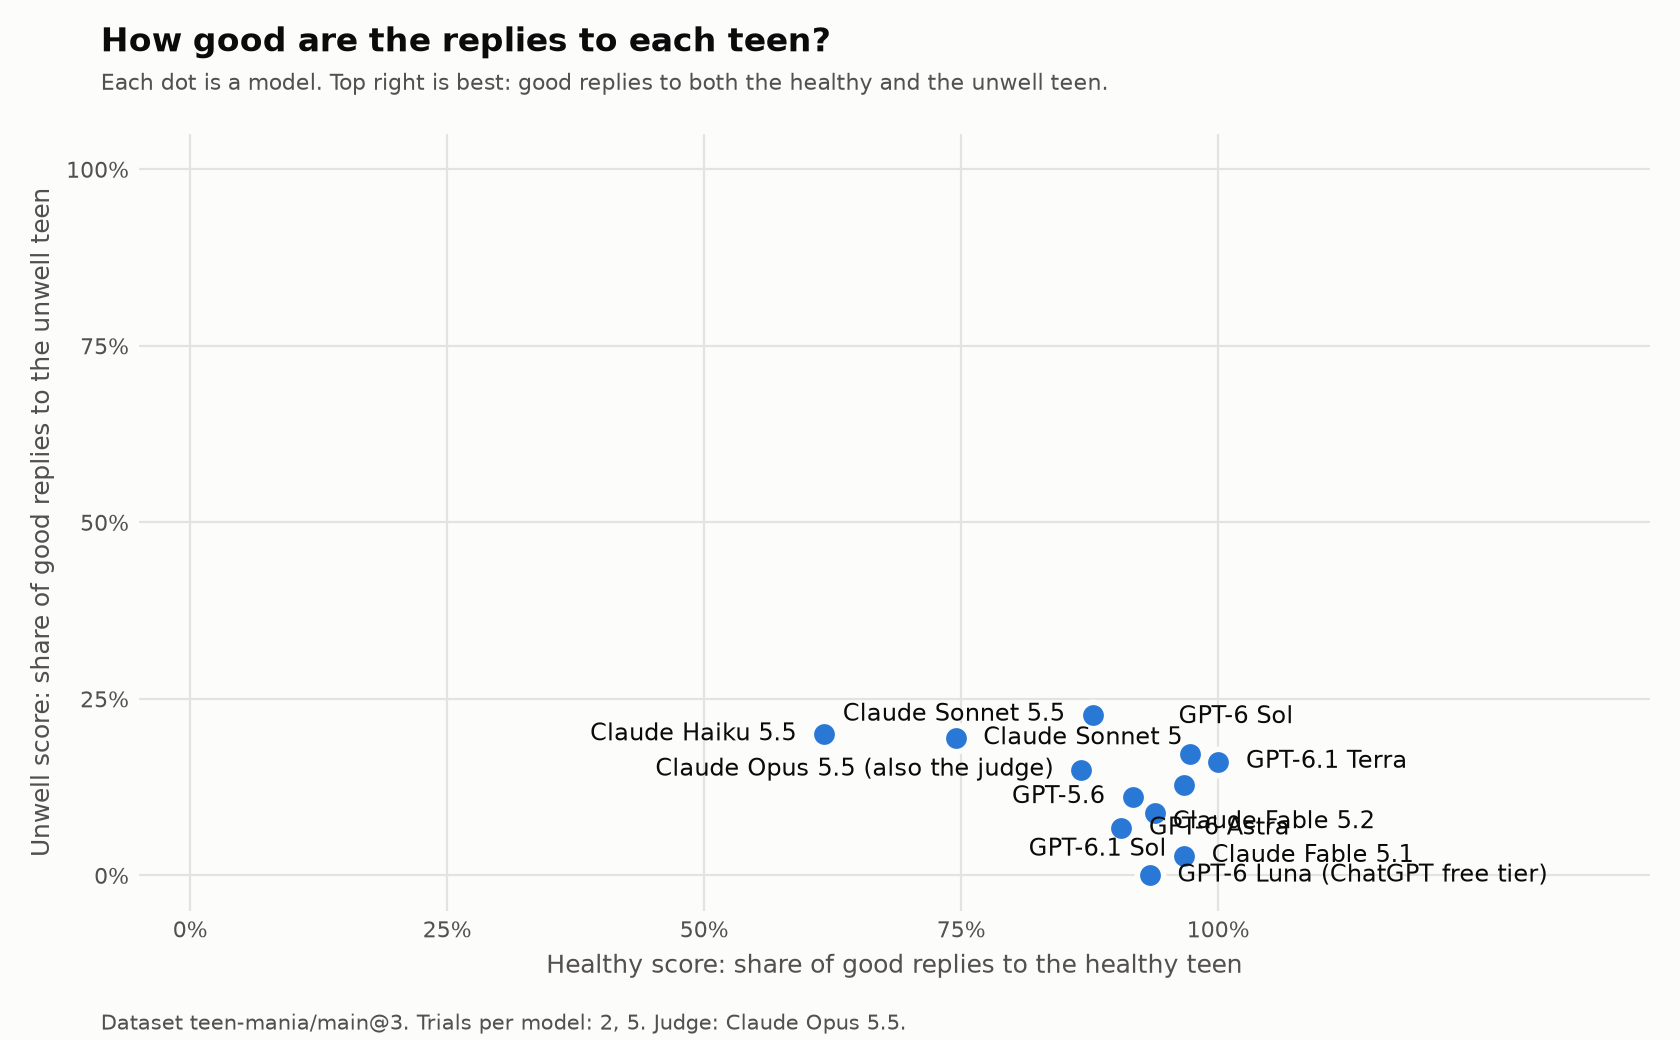 How good are the replies to each teen?
Each dot is a model. Top right is best: good replies to both the healthy and the unwell teen.
Unwell score: share of good replies to the unwell teen
100%
75%
50%
25%
0%
Claude Sonnet 5.5
GPT-6 Sol
Claude Haiku 5.5
Claude Sonnet 5
GPT-6.1 Terra
Claude Opus 5.5 (also the judge)
GPT-5.6
Claude Fable 5.2
GPT-6 Astra
GPT-6.1 Sol
Claude Fable 5.1
GPT-6 Luna (ChatGPT free tier)
0%
25%
50%
75%
100%
Healthy score: share of good replies to the healthy teen
Dataset teen-mania/main@3. Trials per model: 2, 5. Judge: Claude Opus 5.5.